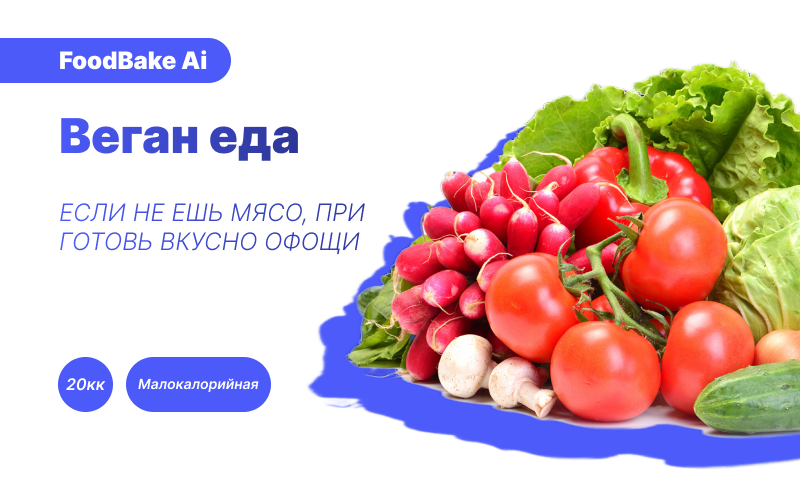 FoodBake Ai
Веган еда
ЕСЛИ НЕ ЕШЬ МЯСО, ПРИ
ГОТОВЬ ВКУСНО ОФОЩИ
20кк
Малокалорийная